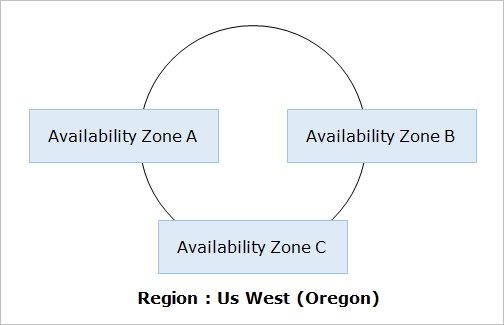 Availability Zone A
Availability Zone B
Availability Zone C
Region : Us West (Oregon)